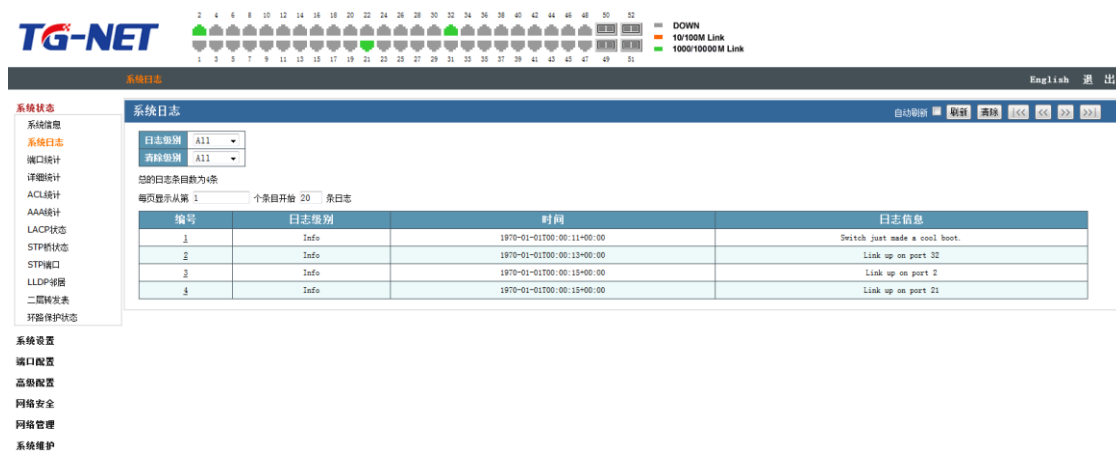 2 4 6 8 10 12 14 16 18 20 22 24 26 28 30 32 34 36 38 40 42 44 46 48 50 52
TG-NET
DOWN
10/100M Link
1000/10000M Link
1 3 5 7 9 11 13 15 17 19 21 23 25 27 29 31 33 35 37 39 41 43 45 47 49 51
系统日志 English 退 出
系统状态
系统信息
系统日志
端口统计
详细统计
ACL统计
AAA统计
LACP状态
STP桥状态
STP端口
LLDP邻居
二层转发表
环路保护状态
系统设置
端口配置
高级配置
网络安全
网络管理
系统维护
系统日志 自动刷新 刷新 清除 |<< << >> >>|
日志级别 All
清除级别 All
总的日志条目数为4条
每页显示从第 1 个条目开始 20 条日志
编号 日志级别 时间 日志信息
1 Info 1970-01-01T00:00:11+00:00 Switch just made a cool boot.
2 Info 1970-01-01T00:00:13+00:00 Link up on port 32
3 Info 1970-01-01T00:00:15+00:00 Link up on port 2
4 Info 1970-01-01T00:00:15+00:00 Link up on port 21